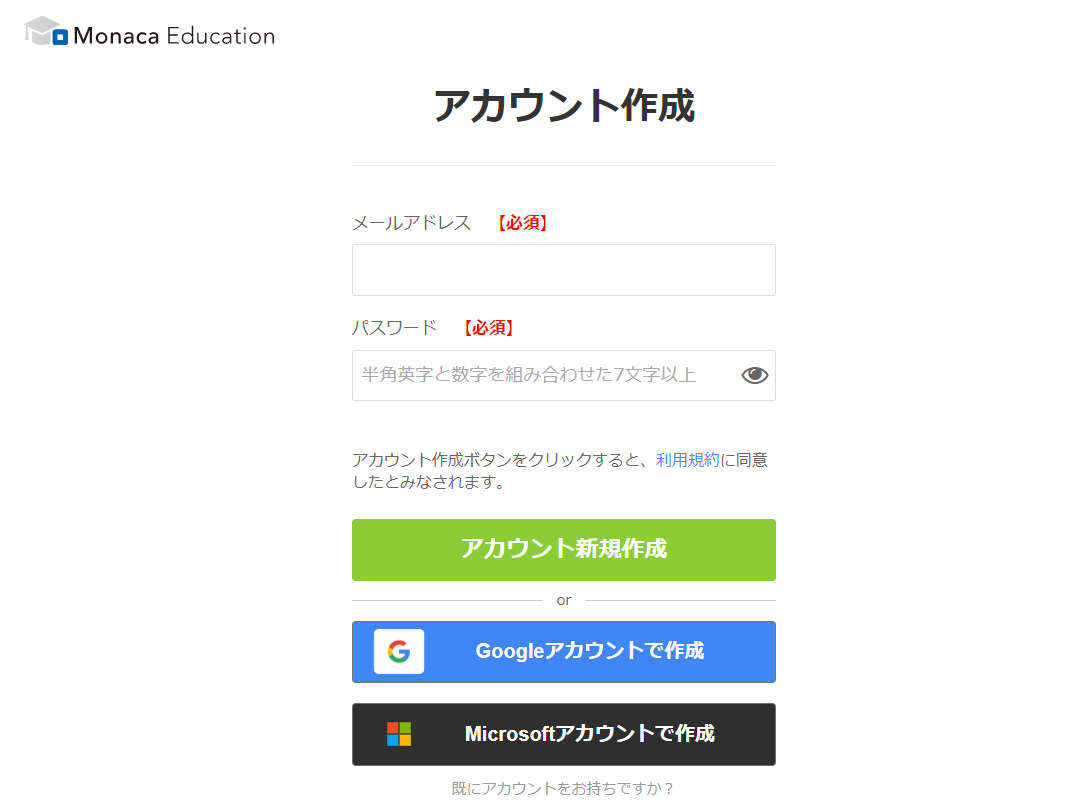 Monaca Education
アカウント作成
メールアドレス 【必須】
パスワード 【必須】
半角英字と数字を組み合わせた7文字以上
アカウント作成ボタンをクリックすると、利用規約に同意
したとみなされます。
アカウント新規作成
or
Googleアカウントで作成
Microsoftアカウントで作成
既にアカウントをお持ちですか？